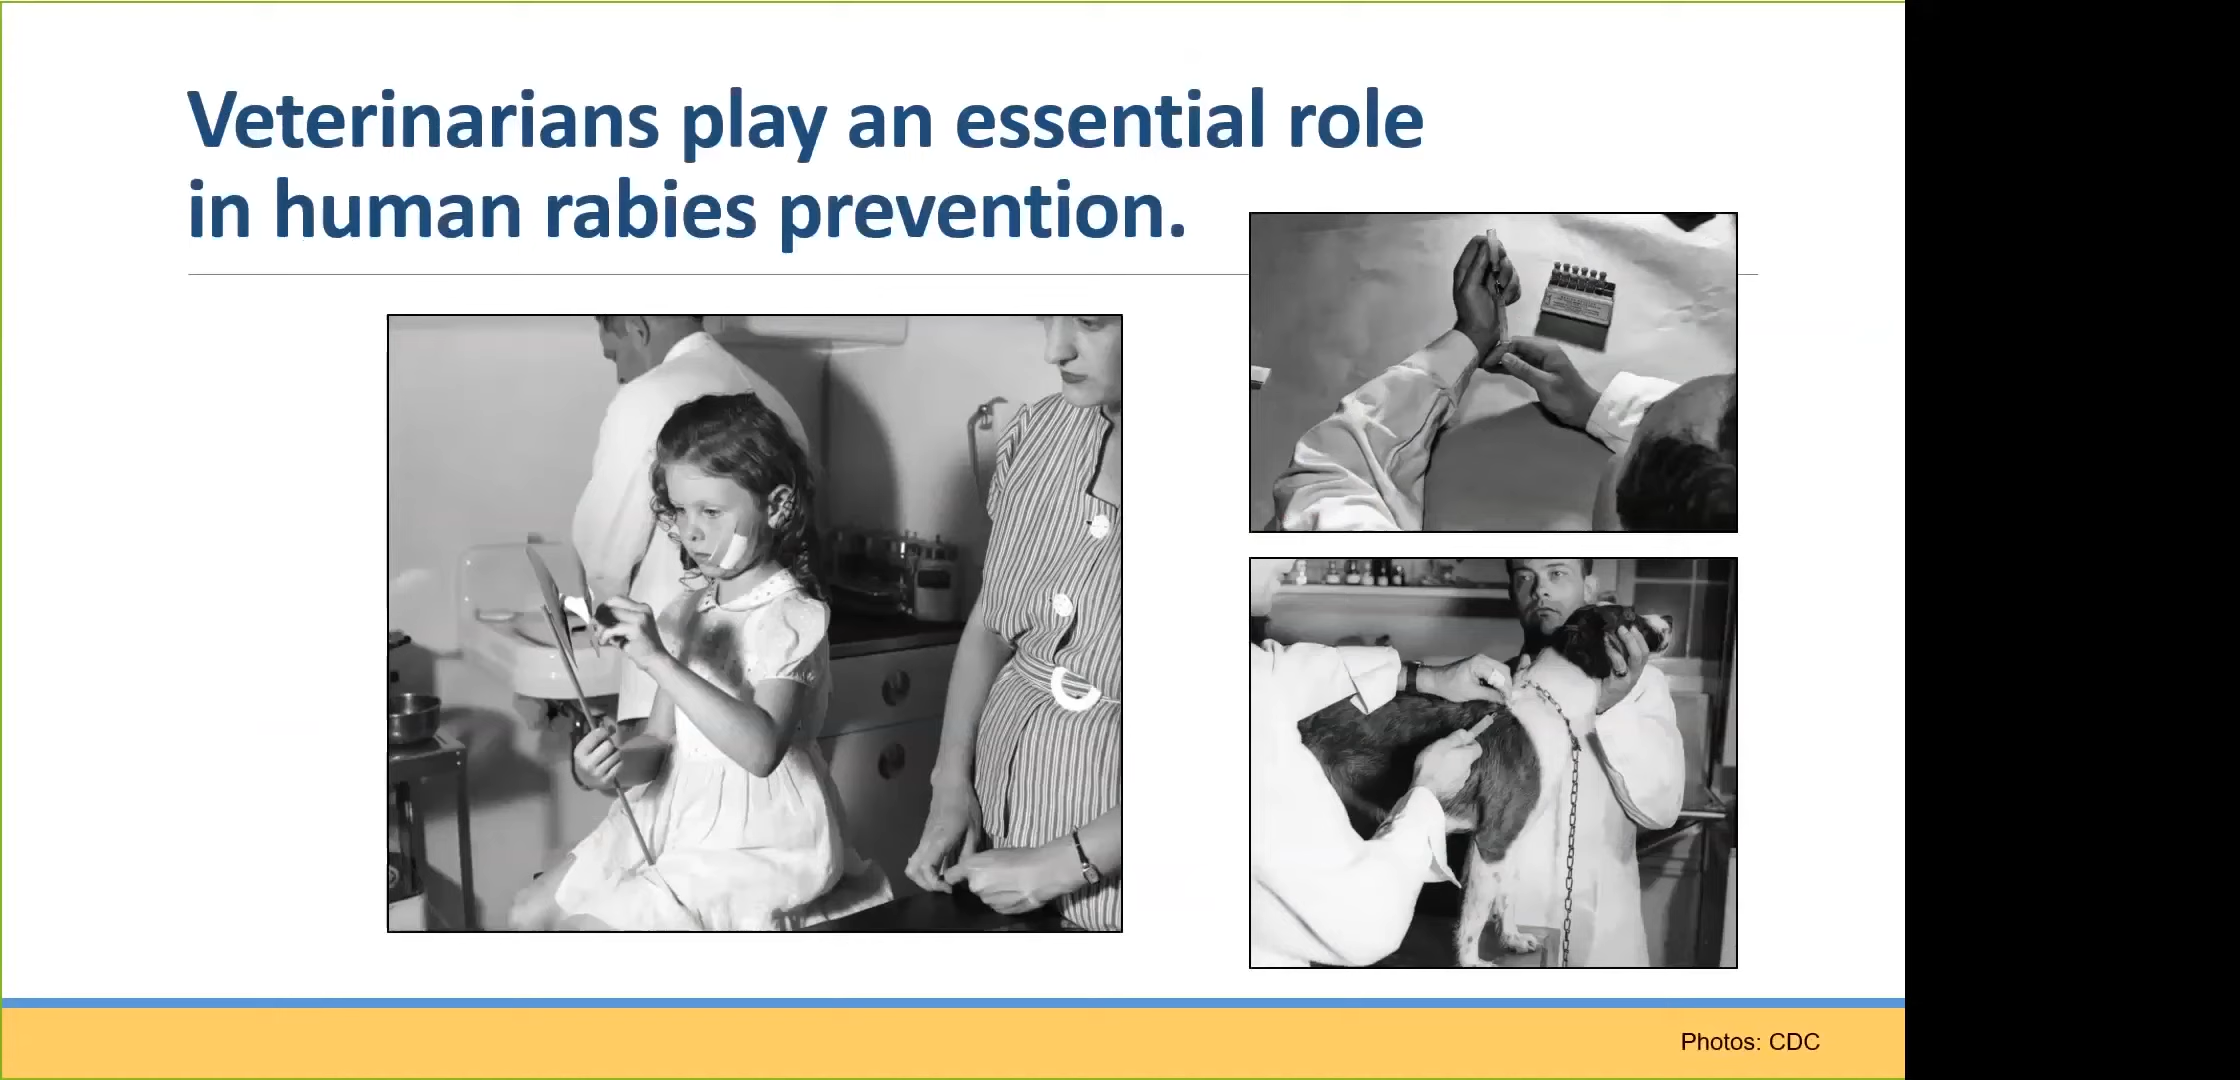 Veterinarians play an essential role
in human rabies prevention.
Photos: CDC